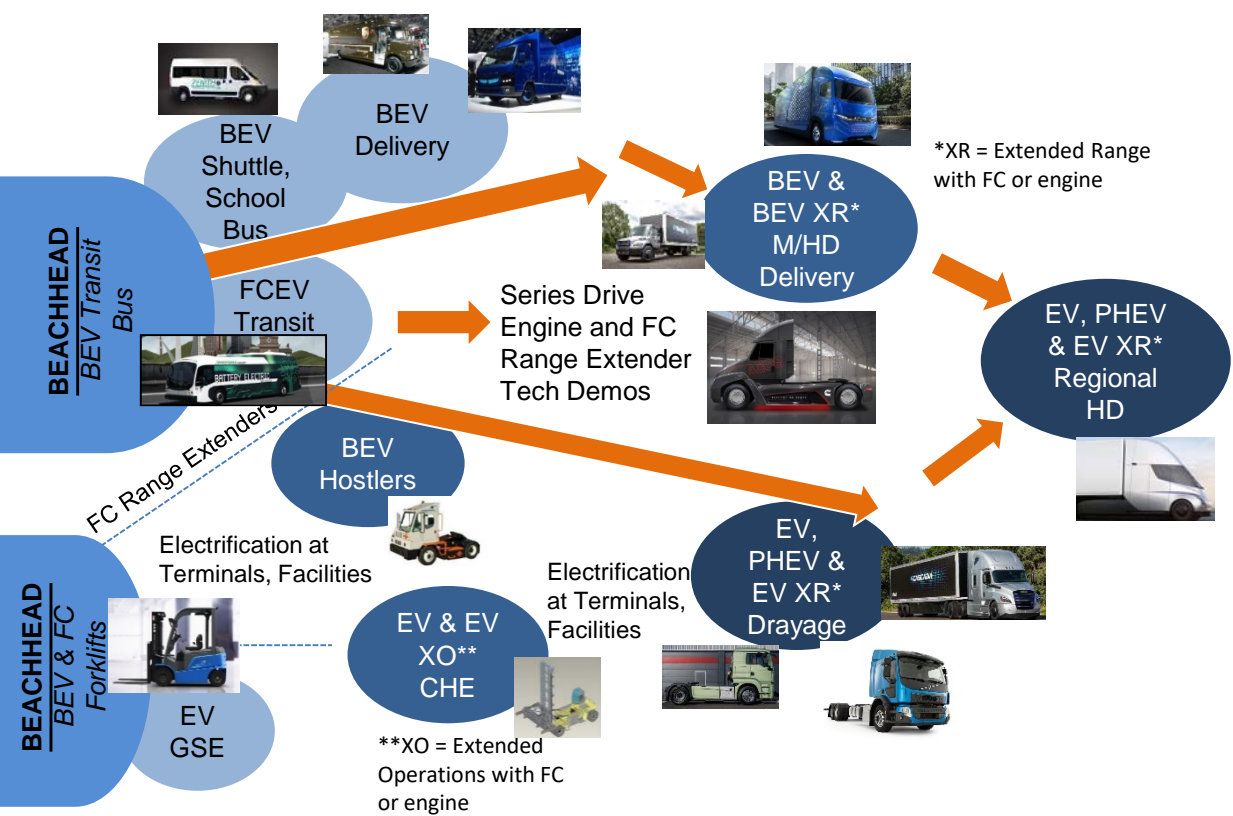 BEV
Delivery
BEV
Shuttle,
School
Bus
*XR = Extended Range
with FC or engine
BEV &
BEV XR*
M/HD
Delivery
BEACHHEAD
BEV Transit
Bus
FCEV
Transit
BATTERY ELECTRIC
Series Drive
Engine and FC
Range Extender
Tech Demos
EV, PHEV
& EV XR*
Regional
HD
FC Range Extenders
BEV
Hostlers
Electrification at
Terminals, Facilities
EV,
PHEV &
EV XR*
Drayage
Electrification
at Terminals,
Facilities
BEACHHEAD
BEV & FC
Forklifts
EV & EV
XO**
CHE
EV
GSE
**XO = Extended
Operations with FC
or engine